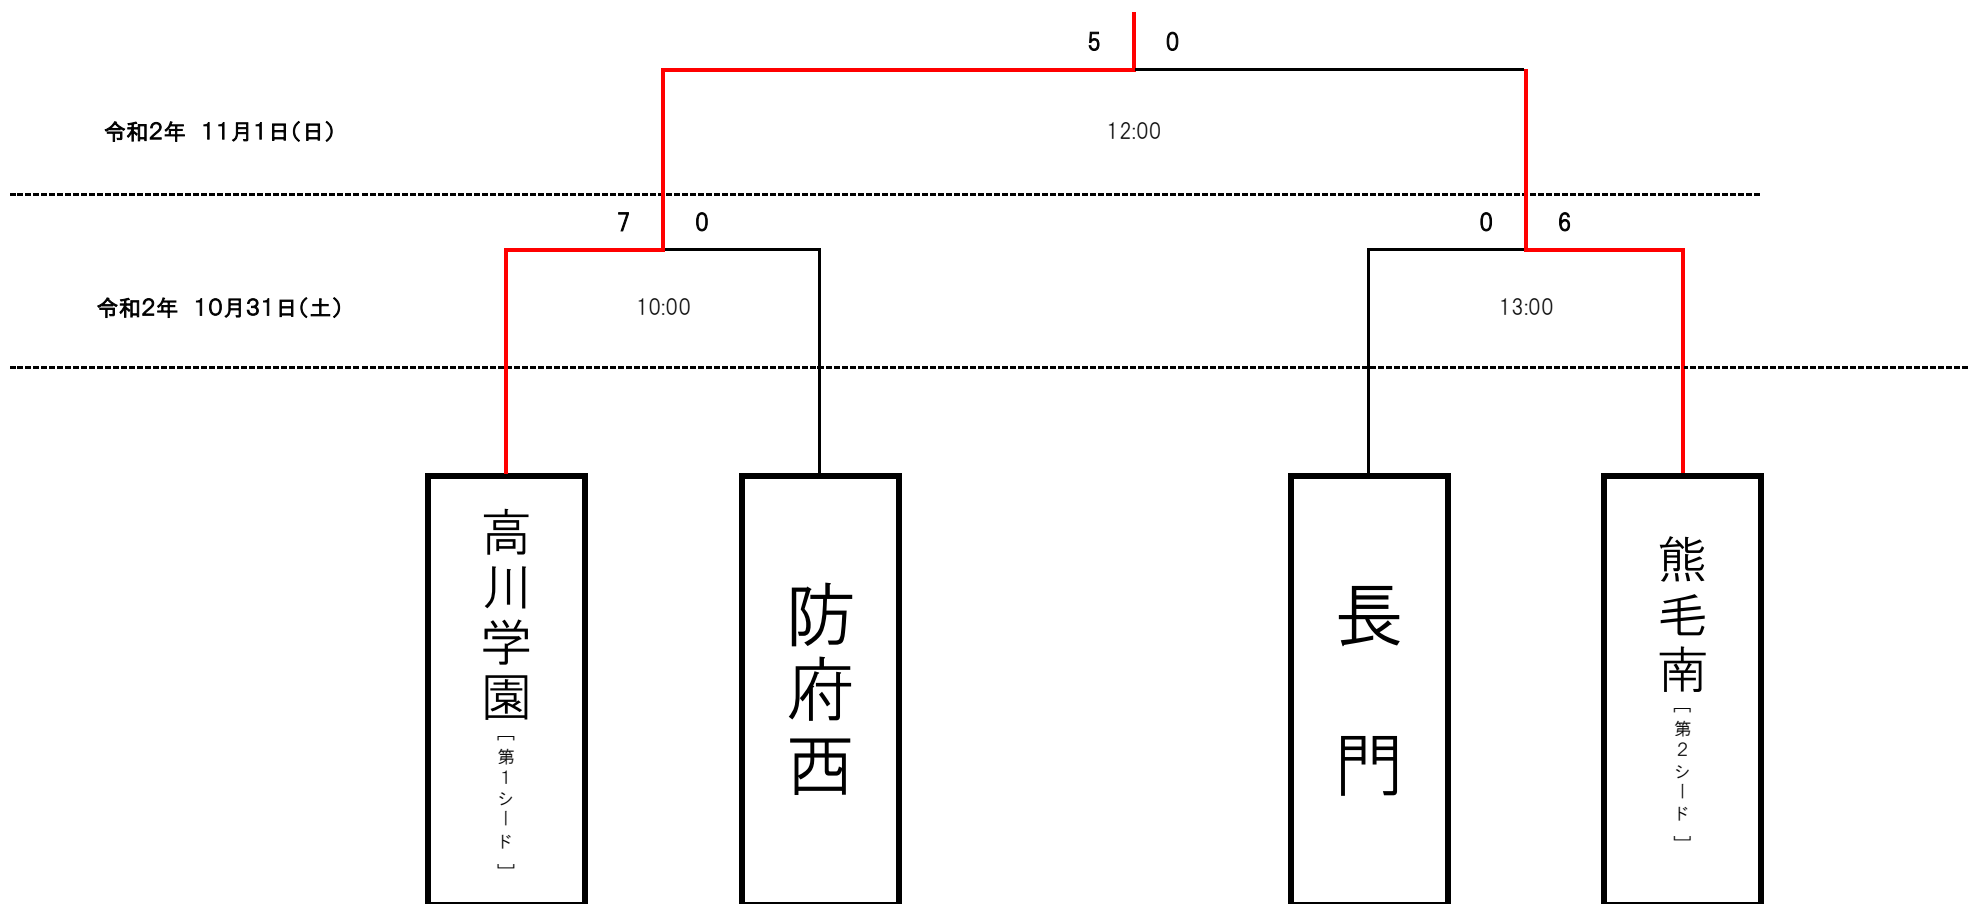 5 0
令和2年 11月1日(日) 12:00
7 0 0 6
令和2年 10月31日(土) 10:00 13:00
高川学園[第1シード]
防府西
長門
熊毛南[第2シード]